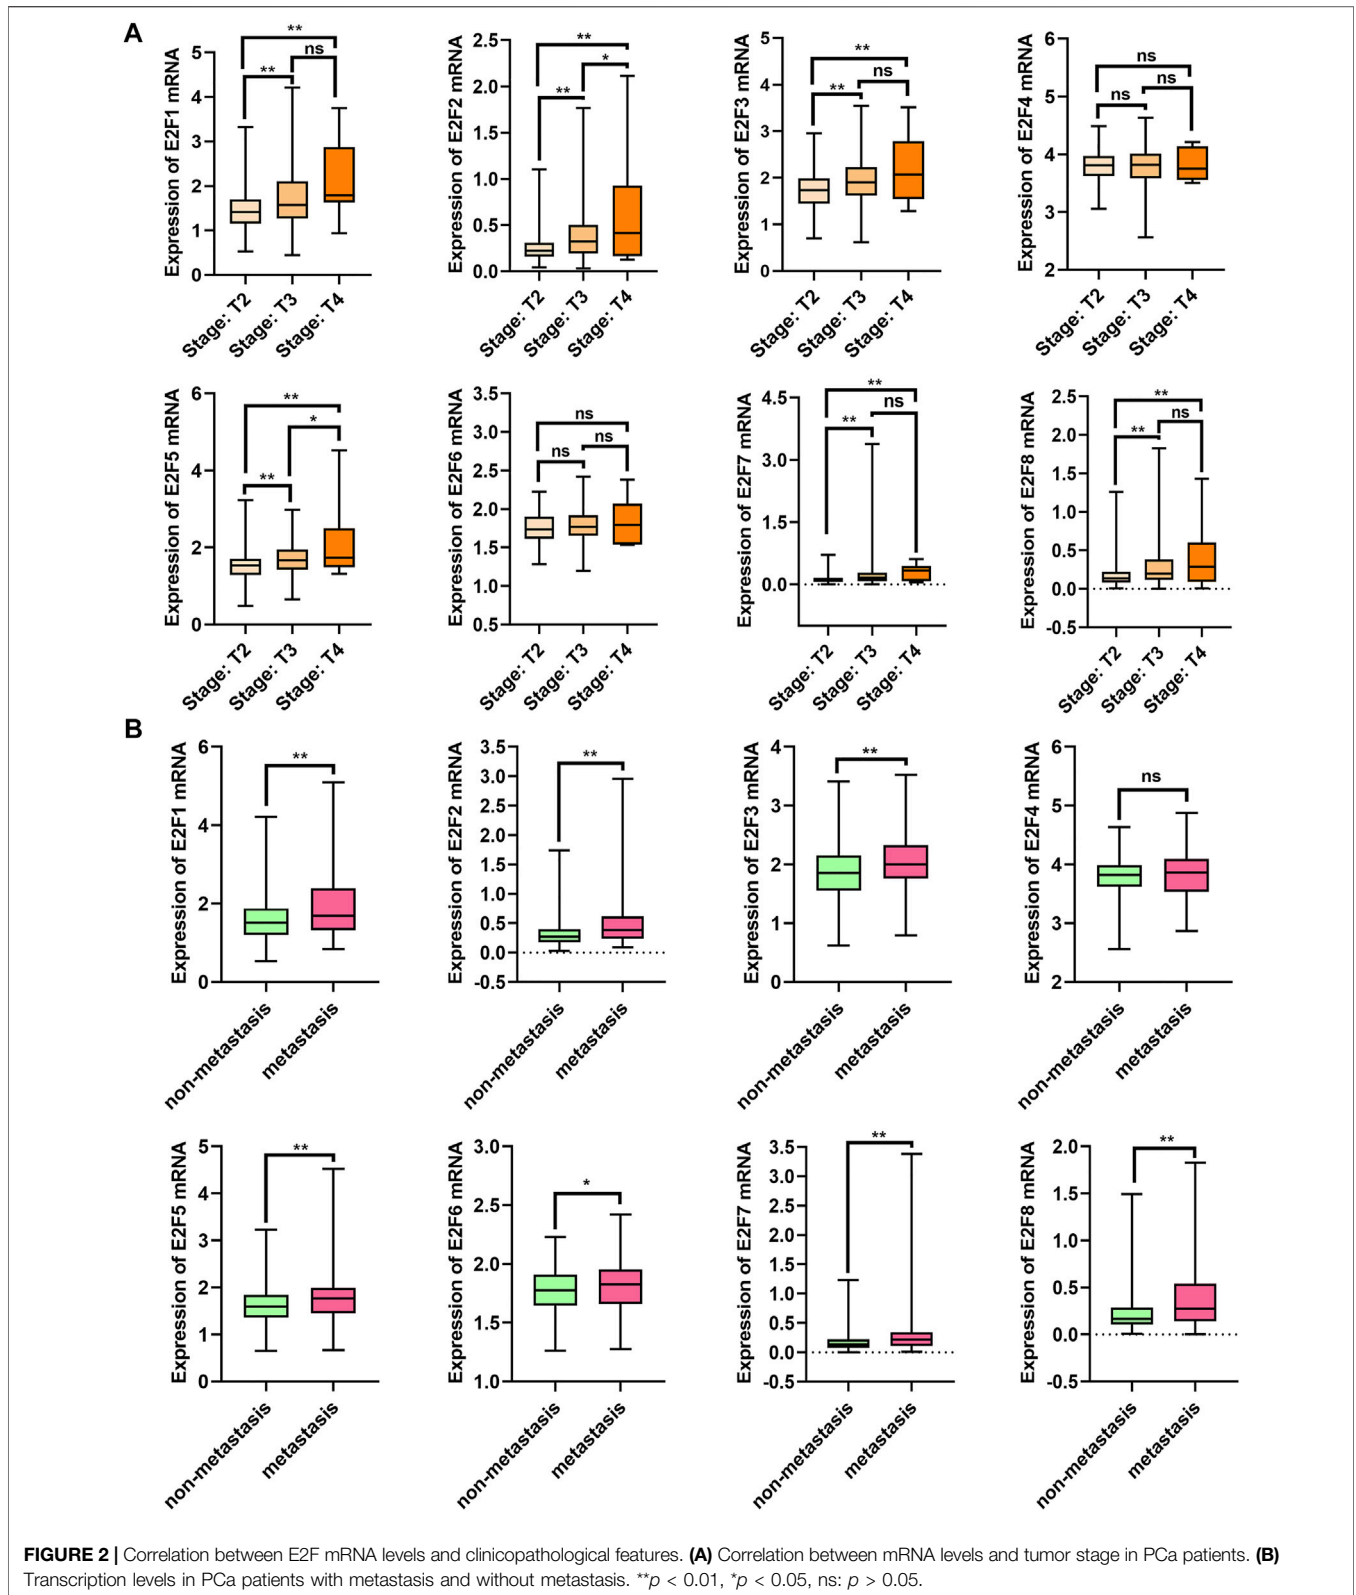 A
Expression of E2F1 mRNA
5
4
3
2
1
0
**
**
ns
Stage: T2
Stage: T3
Stage: T4
Expression of E2F2 mRNA
2.5
2.0
1.5
1.0
0.5
0.0
**
*
**
Stage: T2
Stage: T3
Stage: T4
Expression of E2F3 mRNA
5
4
3
2
1
0
**
ns
**
Stage: T2
Stage: T3
Stage: T4
Expression of E2F4 mRNA
6
5
4
3
2
ns
ns
ns
Stage: T2
Stage: T3
Stage: T4
Expression of E2F5 mRNA
6
4
2
0
**
*
**
Stage: T2
Stage: T3
Stage: T4
Expression of E2F6 mRNA
3.5
3.0
2.5
2.0
1.5
1.0
0.5
ns
ns
ns
Stage: T2
Stage: T3
Stage: T4
Expression of E2F7 mRNA
4.5
3.0
1.5
0.0
**
ns
**
Stage: T2
Stage: T3
Stage: T4
Expression of E2F8 mRNA
2.5
2.0
1.5
1.0
0.5
0.0
-0.5
**
ns
**
Stage: T2
Stage: T3
Stage: T4
B
Expression of E2F1 mRNA
6
4
2
0
**
non-metastasis
metastasis
Expression of E2F2 mRNA
3.5
3.0
2.5
2.0
1.5
1.0
0.5
0.0
-0.5
**
non-metastasis
metastasis
Expression of E2F3 mRNA
4
3
2
1
0
**
non-metastasis
metastasis
Expression of E2F4 mRNA
6
5
4
3
2
ns
non-metastasis
metastasis
Expression of E2F5 mRNA
5
4
3
2
1
0
**
non-metastasis
metastasis
Expression of E2F6 mRNA
3.0
2.5
2.0
1.5
1.0
*
non-metastasis
metastasis
Expression of E2F7 mRNA
3.5
3.0
2.5
2.0
1.5
1.0
0.5
0.0
-0.5
**
non-metastasis
metastasis
Expression of E2F8 mRNA
2.0
1.5
1.0
0.5
0.0
-0.5
**
non-metastasis
metastasis
FIGURE 2 | Correlation between E2F mRNA levels and clinicopathological features. (A) Correlation between mRNA levels and tumor stage in PCa patients. (B)
Transcription levels in PCa patients with metastasis and without metastasis. **p < 0.01, *p < 0.05, ns: p > 0.05.